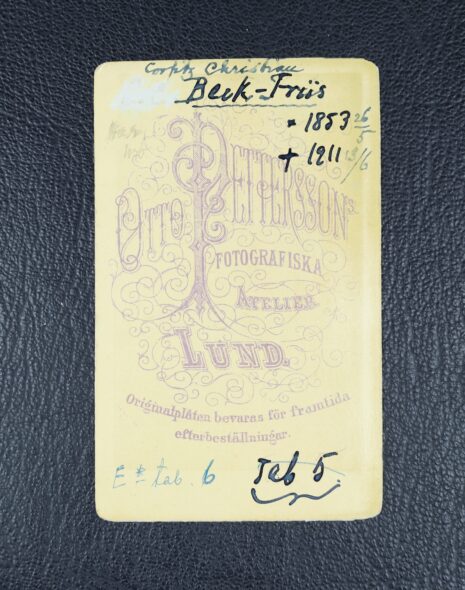 Corfitz Christian
Beck-Friis
* 1853 26/5
† 1911 13/6
OTTO PETTERSSONS
FOTOGRAFISKA
ATELIER
LUND.
Originalplåten bevaras för framtida
efterbeställningar.
tab. 6
Tab 5.